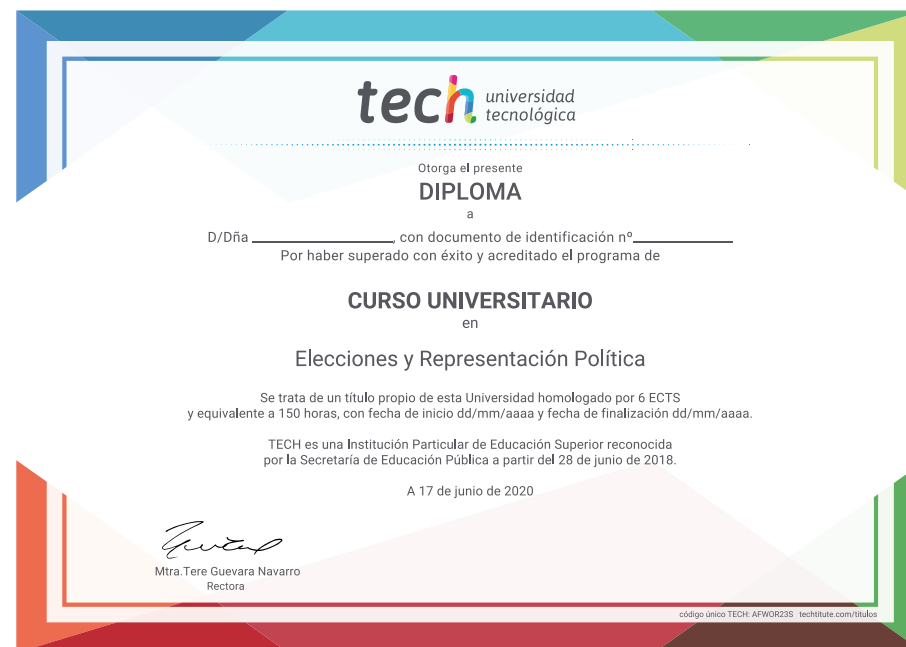 tech universidad
tecnológica
Otorga el presente
DIPLOMA
a
D/Dña ____________________, con documento de identificación nº______________
Por haber superado con éxito y acreditado el programa de
CURSO UNIVERSITARIO
en
Elecciones y Representación Política
Se trata de un título propio de esta Universidad homologado por 6 ECTS
y equivalente a 150 horas, con fecha de inicio dd/mm/aaaa y fecha de finalización dd/mm/aaaa.
TECH es una Institución Particular de Educación Superior reconocida
por la Secretaría de Educación Pública a partir del 28 de junio de 2018.
A 17 de junio de 2020
Mtra.Tere Guevara Navarro
Rectora
código único TECH: AFWOR23S techtitute.com/titulos